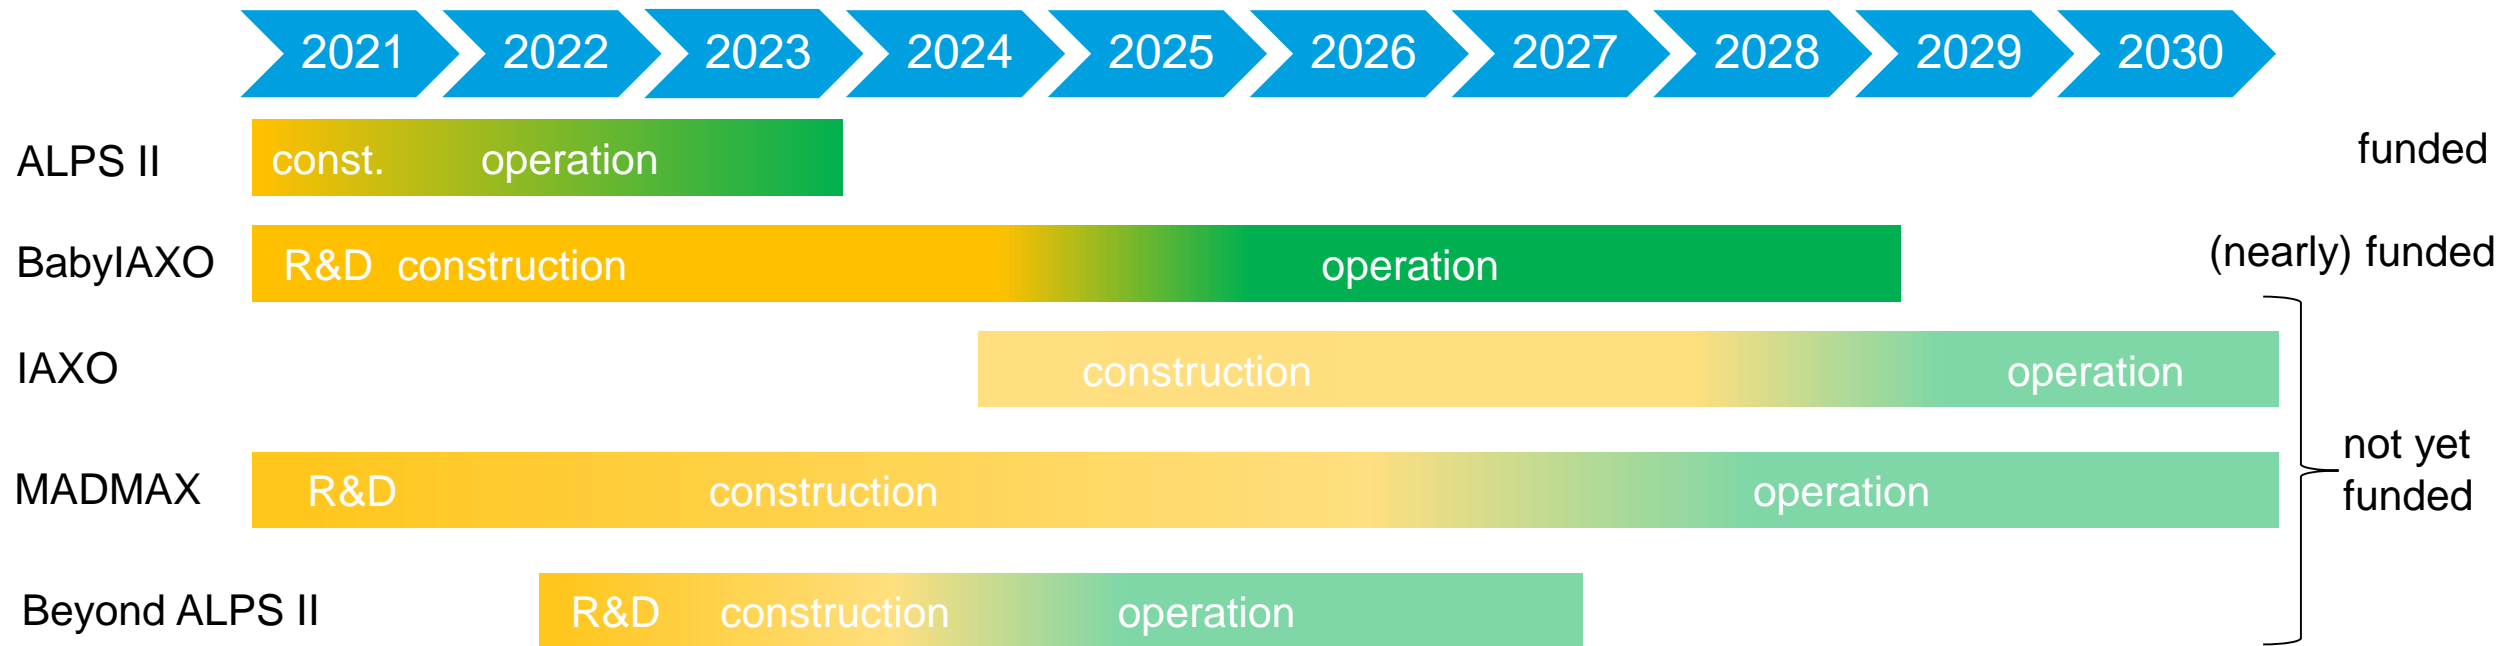 2021 2022 2023 2024 2025 2026 2027 2028 2029 2030
ALPS II const. operation funded
BabyIAXO R&D construction operation (nearly) funded
IAXO construction operation
MADMAX R&D construction operation
not yet
funded
Beyond ALPS II R&D construction operation